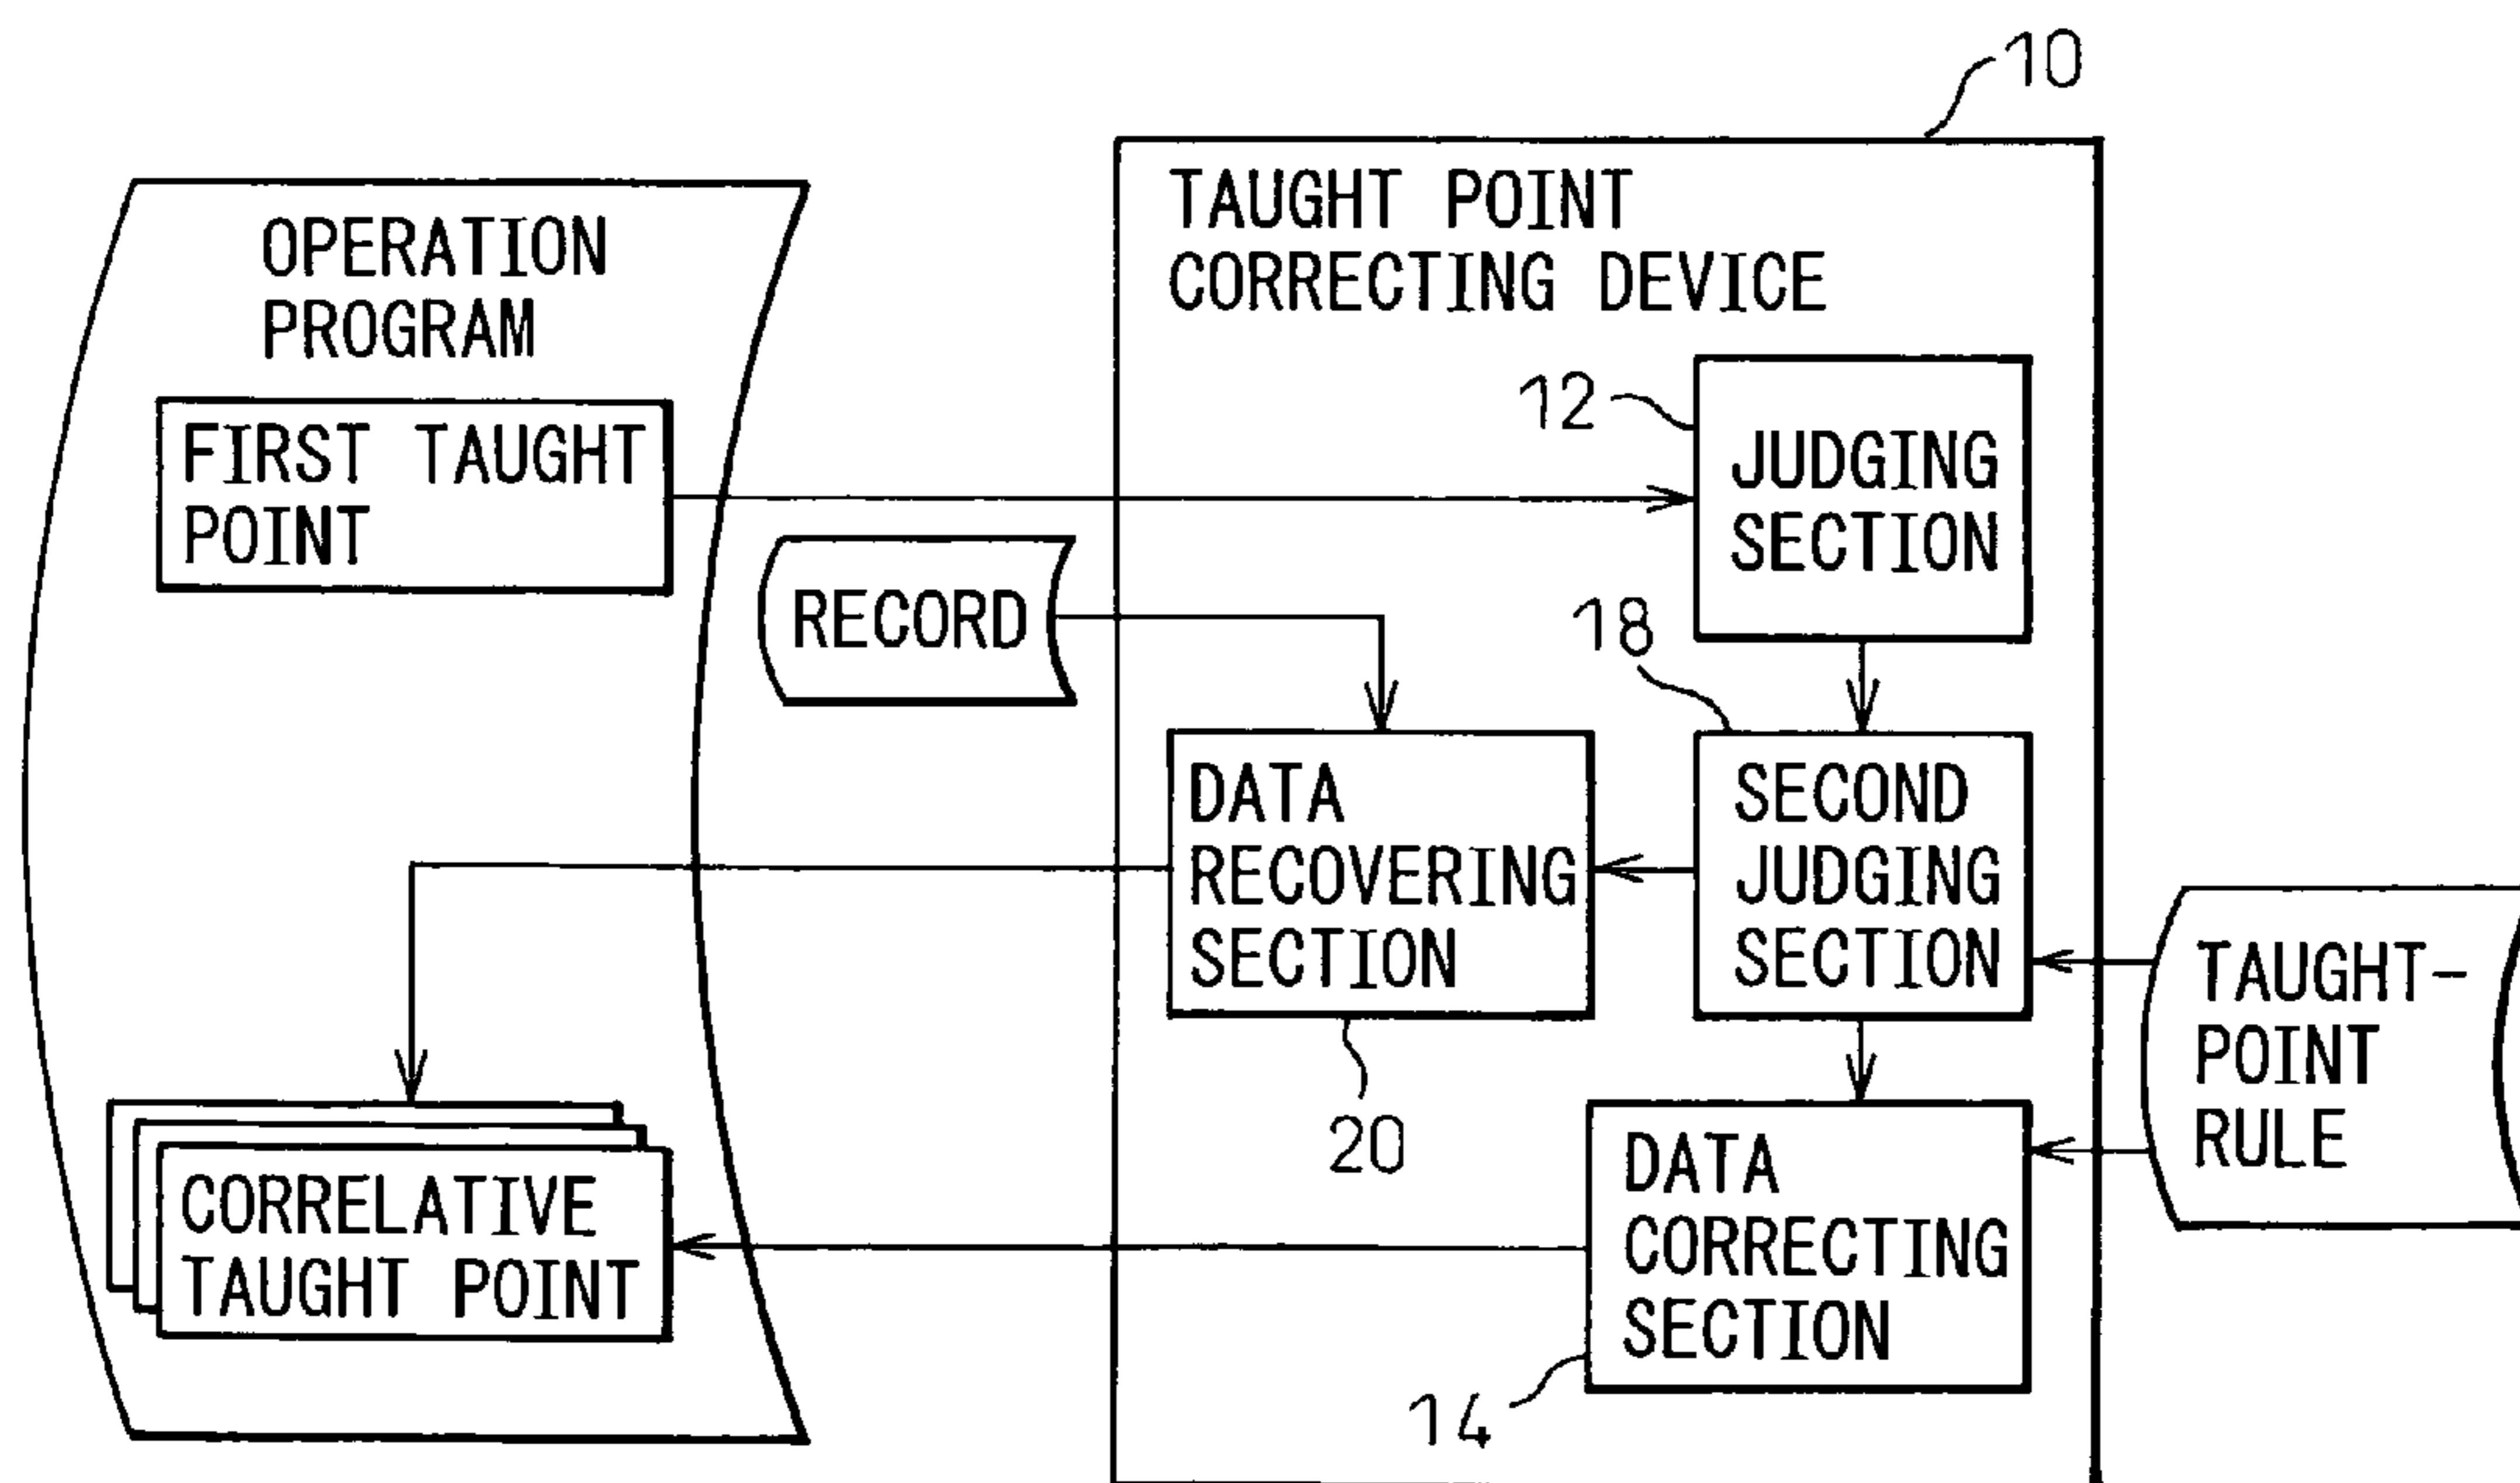 10
TAUGHT POINT
CORRECTING DEVICE
OPERATION
PROGRAM
FIRST TAUGHT
POINT
12
JUDGING
SECTION
RECORD
18
DATA
RECOVERING
SECTION
20
SECOND
JUDGING
SECTION
TAUGHT-
POINT
RULE
CORRELATIVE
TAUGHT POINT
DATA
CORRECTING
SECTION
14